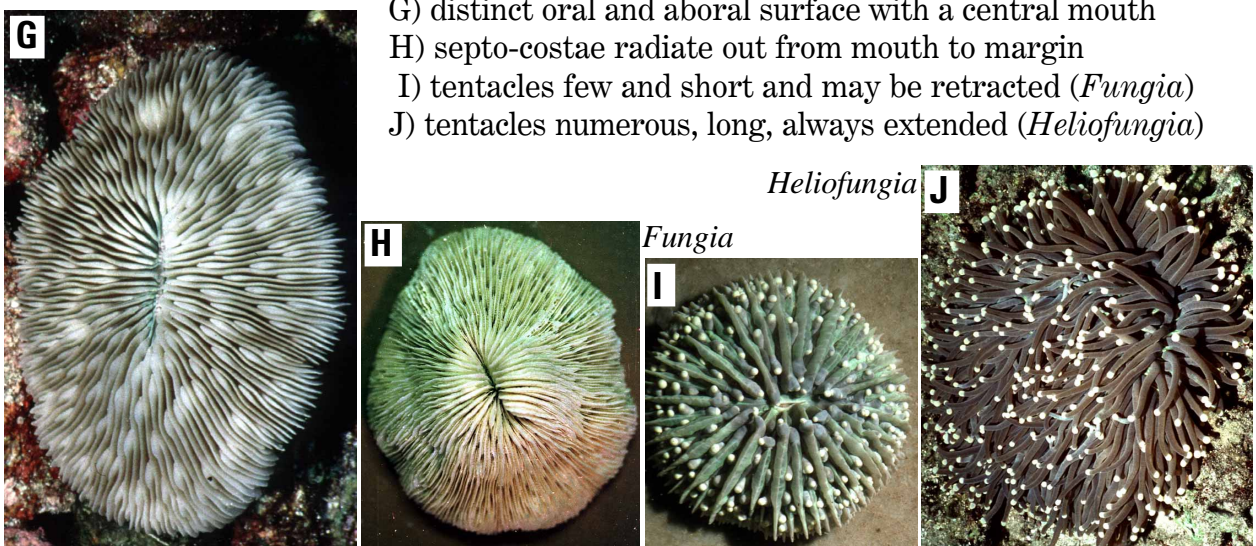 G) distinct oral and aboral surface with a central mouth
H) septo-costae radiate out from mouth to margin
I) tentacles few and short and may be retracted (Fungia)
J) tentacles numerous, long, always extended (Heliofungia)
Heliofungia
Fungia
G
H
I
J